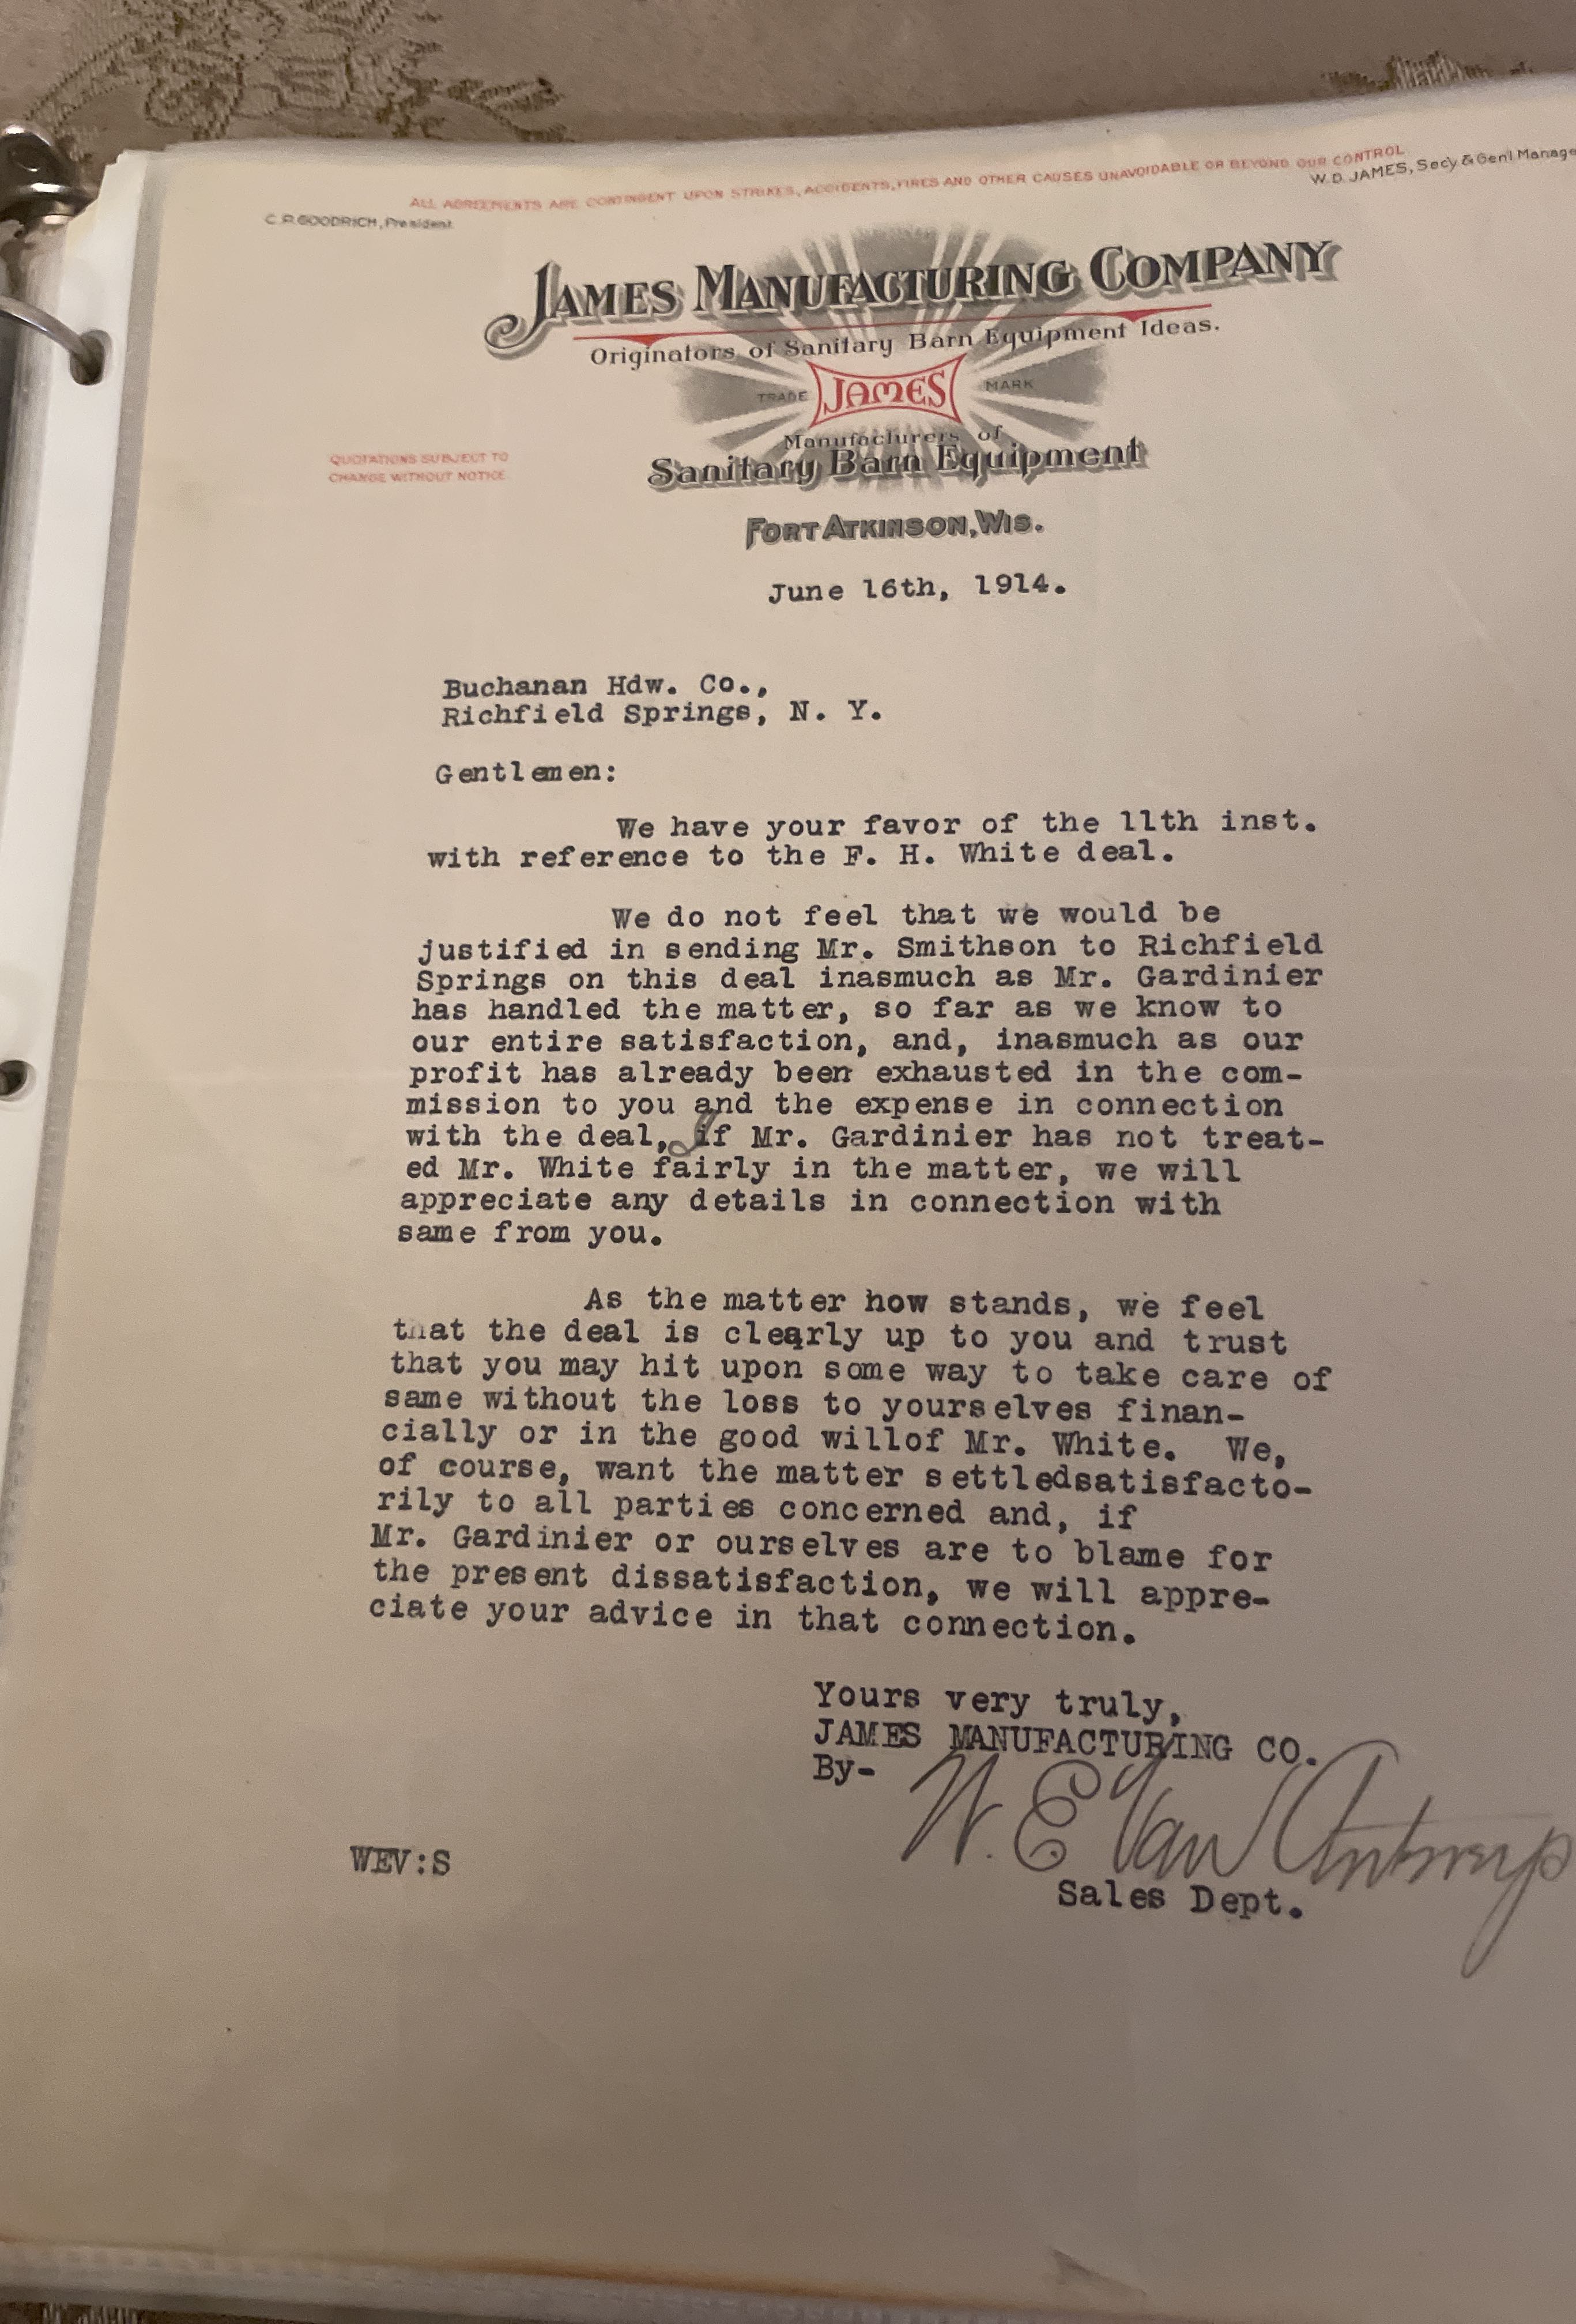 ALL AGREEMENTS ARE CONTINGENT UPON STRIKES, ACCIDENTS, FIRES AND OTHER CAUSES UNAVOIDABLE OR BEYOND OUR CONTROL
C. P. GOODRICH, President
W. D. JAMES, Secy & Gen'l Manage
JAMES MANUFACTURING COMPANY
Originators of Sanitary Barn Equipment Ideas.
TRADE JAMES MARK
Manufacturers of
Sanitary Barn Equipment
QUOTATIONS SUBJECT TO
CHANGE WITHOUT NOTICE
FORT ATKINSON, WIS.
June 16th, 1914.
Buchanan Hdw. Co.,
Richfield Springs, N. Y.
Gentlemen:
We have your favor of the 11th inst.
with reference to the F. H. White deal.
We do not feel that we would be
justified in sending Mr. Smithson to Richfield
Springs on this deal inasmuch as Mr. Gardinier
has handled the matter, so far as we know to
our entire satisfaction, and, inasmuch as our
profit has already been exhausted in the com-
mission to you and the expense in connection
with the deal, If Mr. Gardinier has not treat-
ed Mr. White fairly in the matter, we will
appreciate any details in connection with
same from you.
As the matter how stands, we feel
that the deal is clearly up to you and trust
that you may hit upon some way to take care of
same without the loss to yourselves finan-
cially or in the good willof Mr. White. We,
of course, want the matter settledsatisfacto-
rily to all parties concerned and, if
Mr. Gardinier or ourselves are to blame for
the present dissatisfaction, we will appre-
ciate your advice in that connection.
Yours very truly,
JAMES MANUFACTURING CO.
By- W. E. Van Antwerp
WEV:S
Sales Dept.